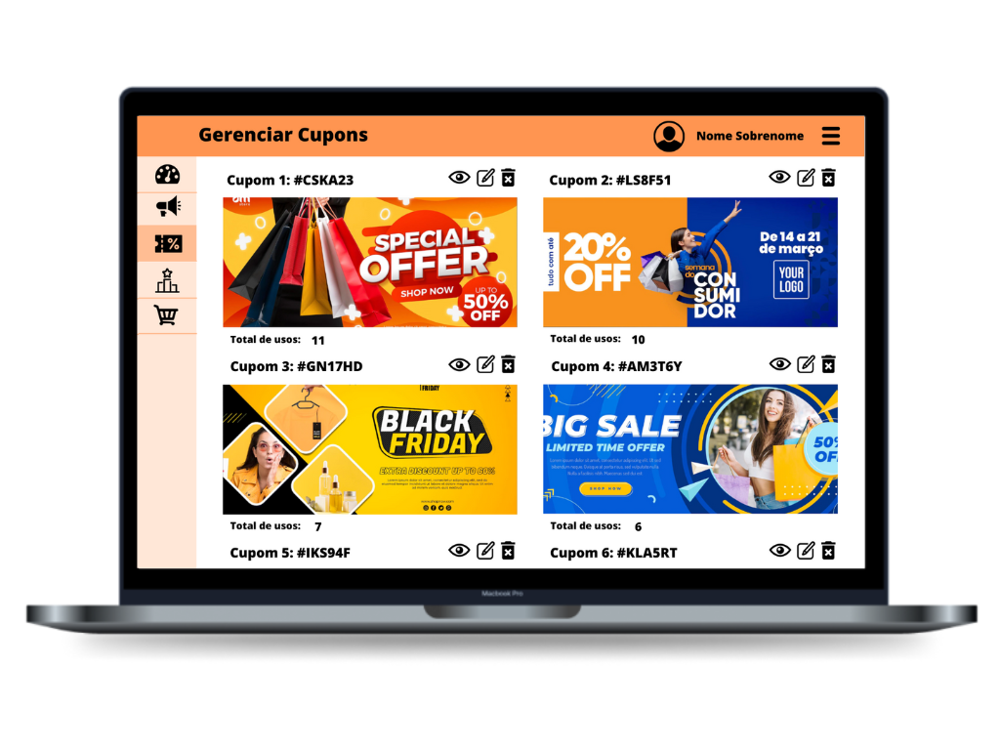 Gerenciar Cupons
Nome Sobrenome
Cupom 1: #CSKA23
Cupom 2: #LS8F51
SPECIAL
OFFER
SHOP NOW
UP TO
50%
OFF
tudo com até
20%
OFF
semana
do
CON
SUMI
DOR
De 14 a 21
de março
YOUR
LOGO
Total de usos: 11
Total de usos: 10
Cupom 3: #GN17HD
Cupom 4: #AM3T6Y
FRIDAY
BLACK
FRIDAY
EXTRA DISCOUNT UP TO 60%
BIG SALE
LIMITED TIME OFFER
SHOP NOW
50%
OFF
Total de usos: 7
Total de usos: 6
Cupom 5: #IKS94F
Cupom 6: #KLA5RT
Macbook Pro